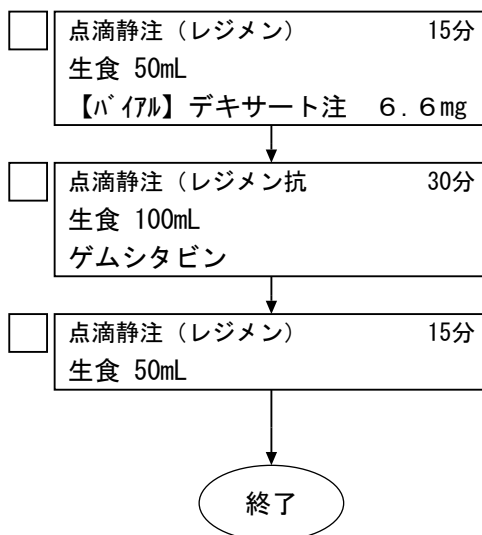 点滴静注（レジメン） 15分
生食 50mL
【ﾊﾞｲｱﾙ】デキサート注　６.６mg
点滴静注（レジメン抗 30分
生食 100mL
ゲムシタビン
点滴静注（レジメン） 15分
生食 50mL
終了